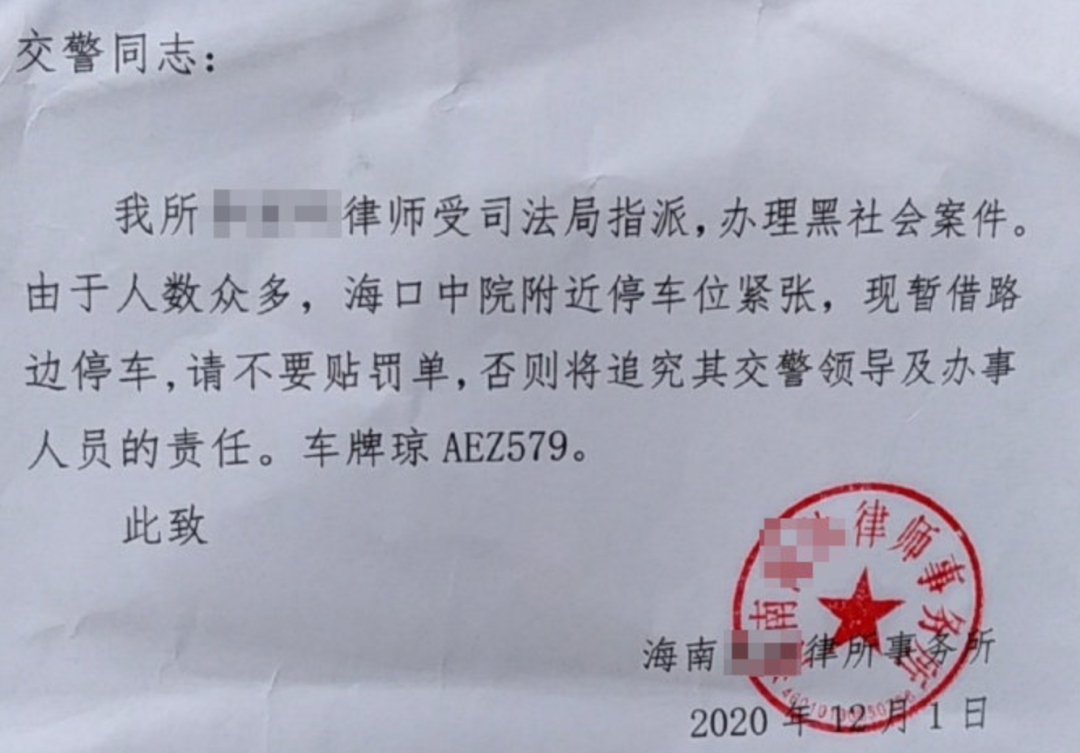 交警同志：
我所律师受司法局指派，办理黑社会案件。
由于人数众多，海口中院附近停车位紧张，现暂借路
边停车，请不要贴罚单，否则将追究其交警领导及办事
人员的责任。车牌琼 AEZ579。
此致
南律师事务所
海南律所事务所
2020 年 12 月 1 日